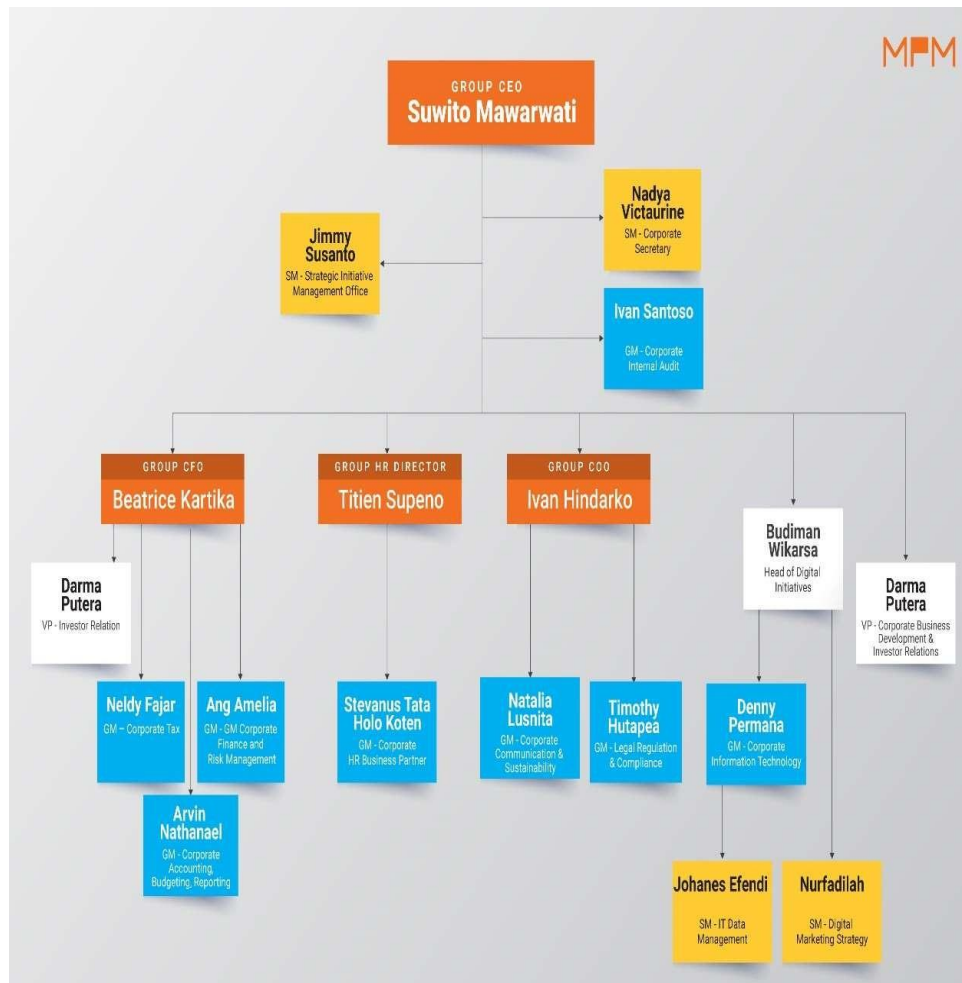 MPM
GROUP CEO
Suwito Mawarwati
Nadya
Victaurine
SM - Corporate
Secretary
Jimmy
Susanto
SM - Strategic Initiative
Management Office
Ivan Santoso
GM - Corporate
Internal Audit
GROUP CFO
Beatrice Kartika
GROUP HR DIRECTOR
Titien Supeno
GROUP COO
Ivan Hindarko
Budiman
Wikarsa
Head of Digital
Initiatives
Darma
Putera
VP - Investor Relation
Darma
Putera
VP - Corporate Business
Development &
Investor Relations
Neldy Fajar
GM – Corporate Tax
Ang Amelia
GM - GM Corporate
Finance and
Risk Management
Stevanus Tata
Holo Koten
GM - Corporate
HR Business Partner
Natalia
Lusnita
GM - Corporate
Communication &
Sustainability
Timothy
Hutapea
GM - Legal Regulation
& Compliance
Denny
Permana
GM - Corporate
Information Technology
Arvin
Nathanael
GM - Corporate
Accounting,
Budgeting, Reporting
Johanes Efendi
SM - IT Data
Management
Nurfadilah
SM - Digital
Marketing Strategy